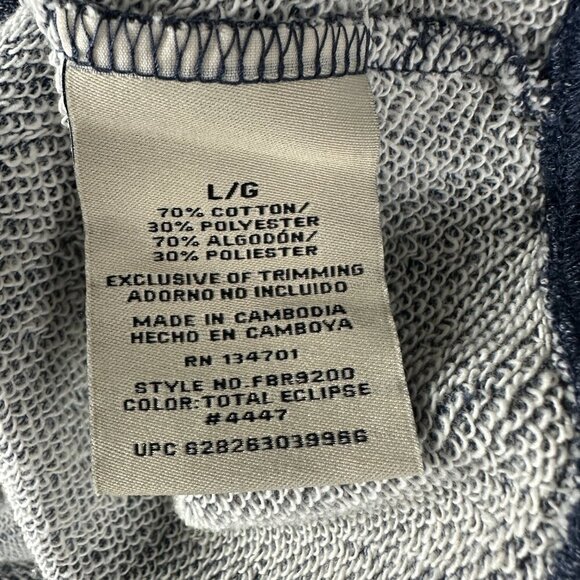 L/G
70% COTTON/
30% POLYESTER
70% ALGODÓN/
30% POLIESTER
EXCLUSIVE OF TRIMMING
ADORNO NO INCLUIDO
MADE IN CAMBODIA
HECHO EN CAMBOYA
RN 134701
STYLE NO.FBR9200
COLOR:TOTAL ECLIPSE
#4447
UPC 628263039966